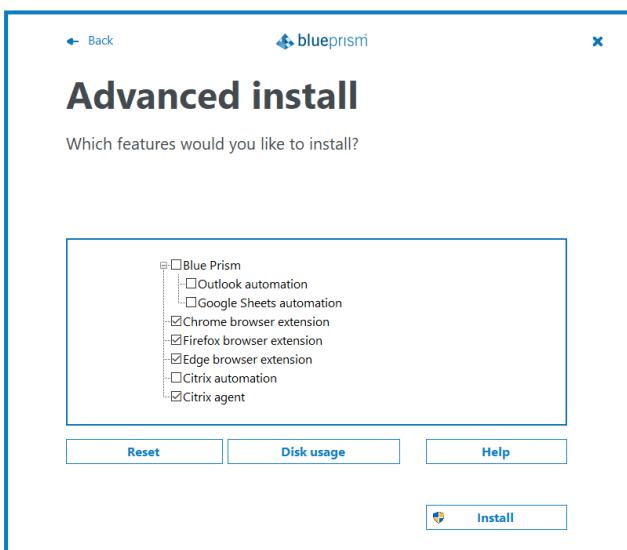 Back
blueprism
Advanced install
Which features would you like to install?
Blue Prism
Outlook automation
Google Sheets automation
Chrome browser extension
Firefox browser extension
Edge browser extension
Citrix automation
Citrix agent
Reset Disk usage Help
Install